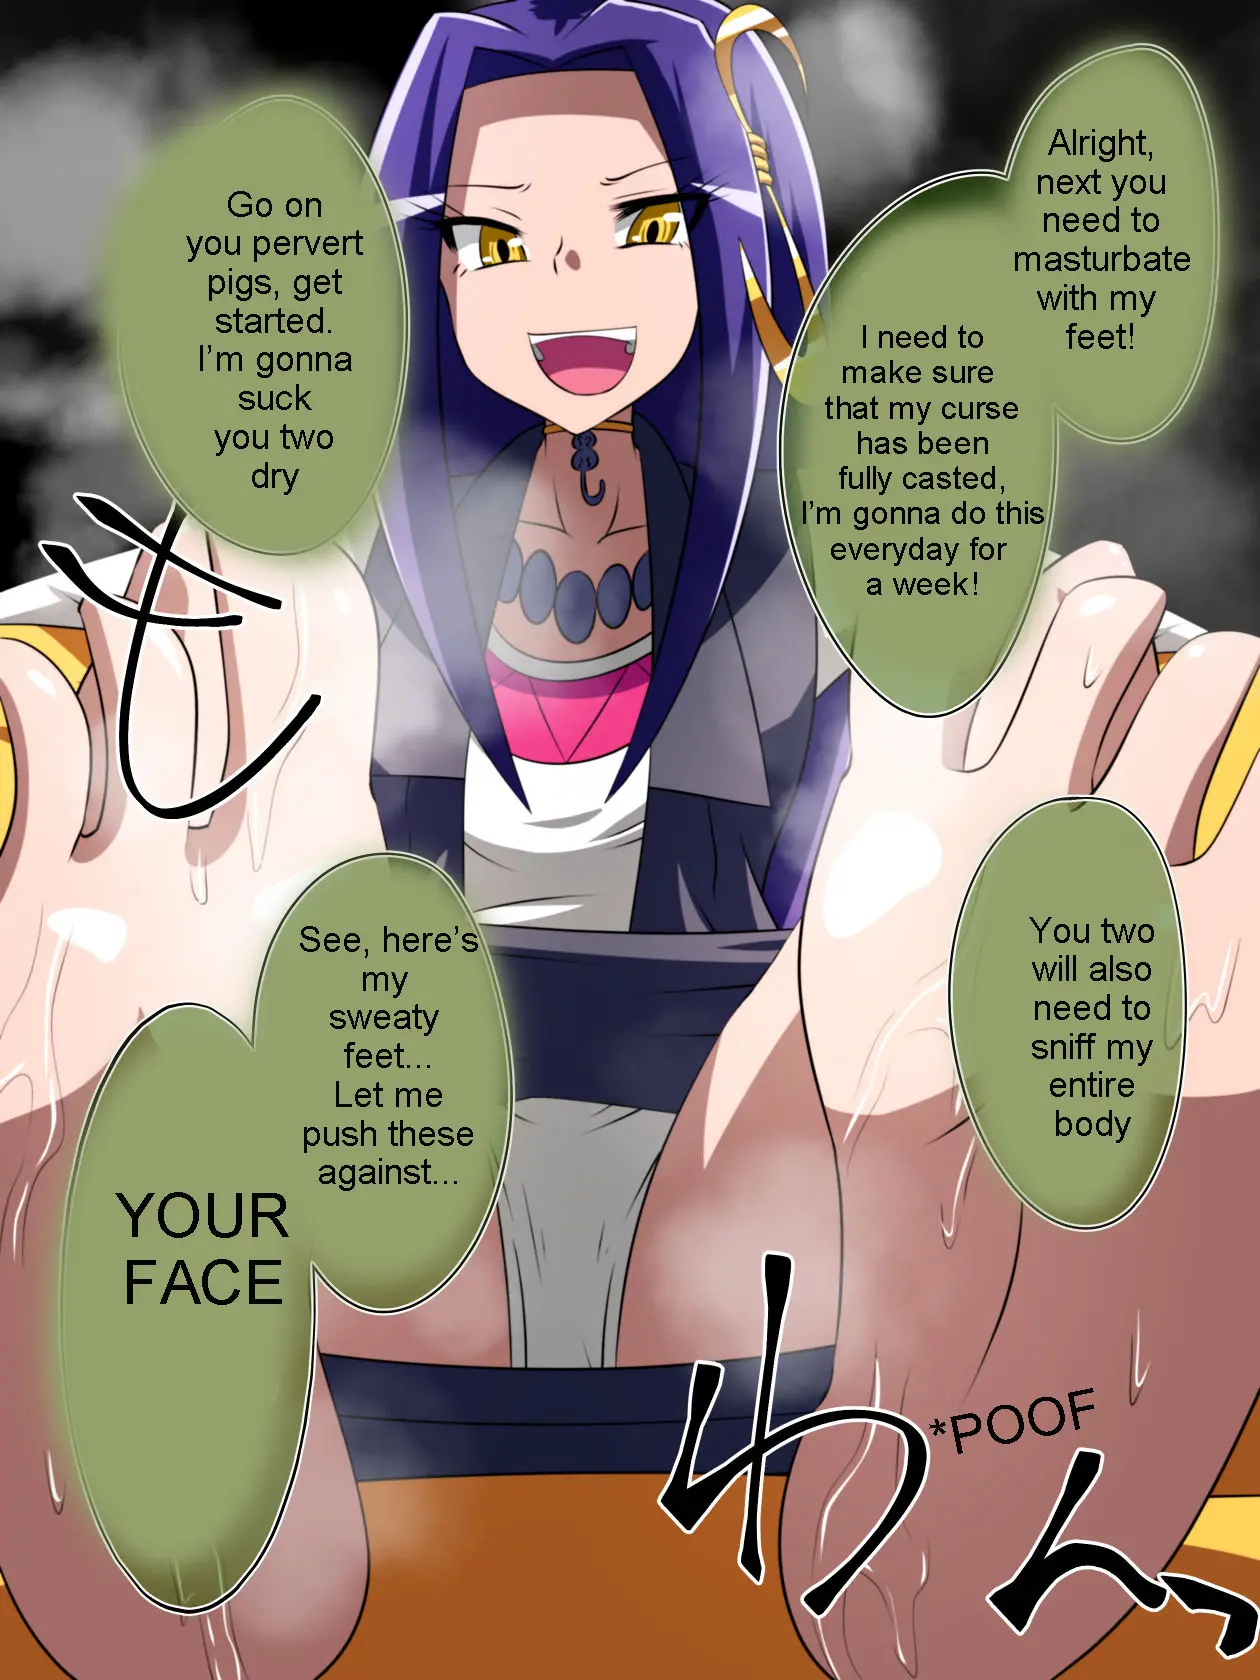 Alright,
next you
need to
masturbate
with my
feet!
I need to
make sure
that my curse
has been
fully casted,
I'm gonna do this
everyday for
a week!
Go on
you pervert
pigs, get
started.
I'm gonna
suck
you two
dry
も
You two
will also
need to
sniff my
entire
body
See, here's
my
sweaty
feet...
Let me
push these
against...
YOUR
FACE
*POOF
わんっ